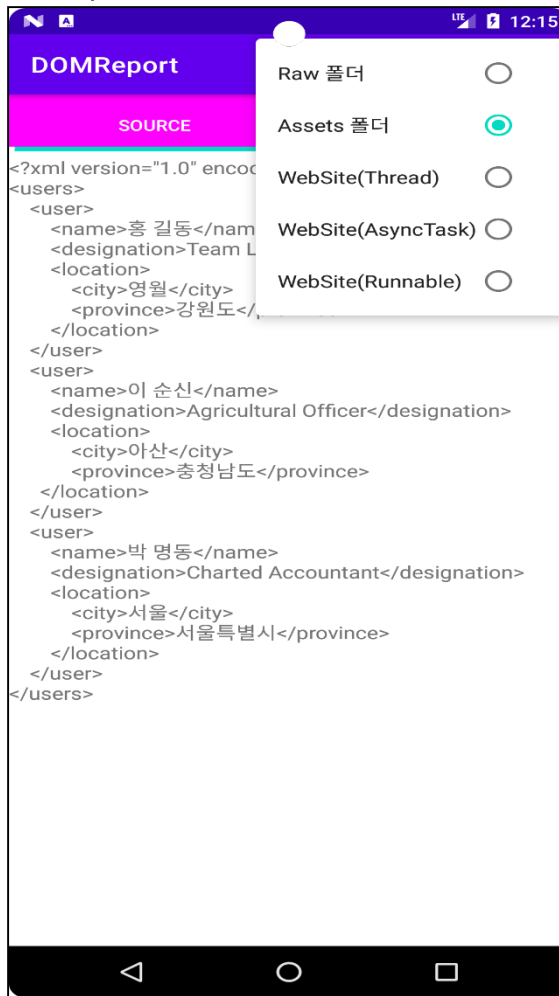 LTE 12:15
DOMReport
SOURCE
Raw 폴더
Assets 폴더
WebSite(Thread)
WebSite(AsyncTask)
WebSite(Runnable)
<?xml version="1.0"
<users>
<user>
<name>홍 길동</nam
<designation>Team
<location>
<city>영월</city>
<province>강원도</
</location>
</user>
<user>
<name>이 순신</name>
<designation>Agricultural Officer</designation>
<location>
<city>아산</city>
<province>충청남도</province>
</location>
</user>
<user>
<name>박 명동</name>
<designation>Charted Accountant</designation>
<location>
<city>서울</city>
<province>서울특별시</province>
</location>
</user>
</users>